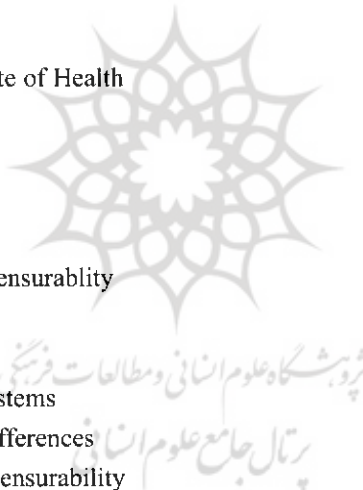 te of Health
ensurablity
پژوهشگاه علوم انسانی و مطالعات فرهنگی
stems
fferences
پرتال جامع علوم انسانی
ensurability